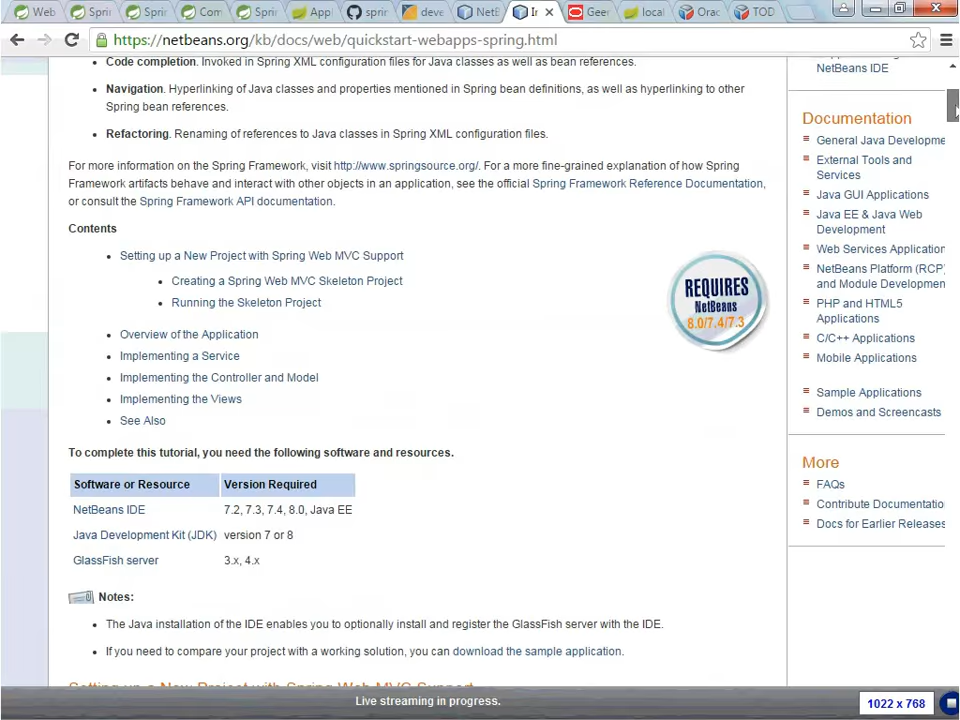 Web
Sprin
Sprin
Com
Sprin
Appl
sprin
deve
NetB
In
Geer
local
Orac
TOD
https://netbeans.org/kb/docs/web/quickstart-webapps-spring.html
Code completion. Invoked in Spring XML configuration files for Java classes as well as bean references.
Navigation. Hyperlinking of Java classes and properties mentioned in Spring bean definitions, as well as hyperlinking to other
Spring bean references.
Refactoring. Renaming of references to Java classes in Spring XML configuration files.
For more information on the Spring Framework, visit http://www.springsource.org/. For a more fine-grained explanation of how Spring
Framework artifacts behave and interact with other objects in an application, see the official Spring Framework Reference Documentation,
or consult the Spring Framework API documentation.
Contents
Setting up a New Project with Spring Web MVC Support
Creating a Spring Web MVC Skeleton Project
Running the Skeleton Project
Overview of the Application
Implementing a Service
Implementing the Controller and Model
Implementing the Views
See Also
REQUIRES
NetBeans
8.0/7.4/7.3
To complete this tutorial, you need the following software and resources.
Software or Resource Version Required
NetBeans IDE 7.2, 7.3, 7.4, 8.0, Java EE
Java Development Kit (JDK) version 7 or 8
GlassFish server 3.x, 4.x
Notes:
The Java installation of the IDE enables you to optionally install and register the GlassFish server with the IDE.
If you need to compare your project with a working solution, you can download the sample application.
Setting up a New Project with Spring Web MVC Support
NetBeans IDE
Documentation
General Java Developme
External Tools and
Services
Java GUI Applications
Java EE & Java Web
Development
Web Services Application
NetBeans Platform (RCP)
and Module Developmen
PHP and HTML5
Applications
C/C++ Applications
Mobile Applications
Sample Applications
Demos and Screencasts
More
FAQs
Contribute Documentatio
Docs for Earlier Releases
Live streaming in progress.
1022 x 768